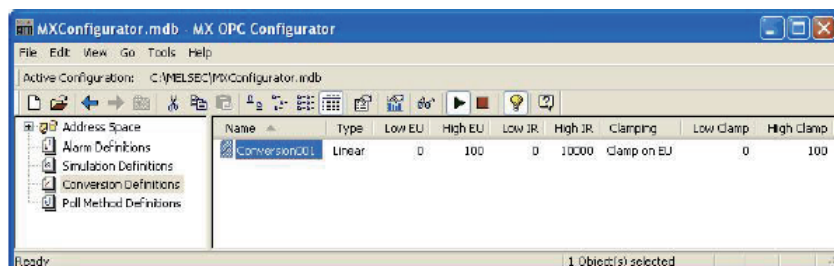 MXConfigurator.mdb - MX OPC Configurator
File Edit View Go Tools Help
Active Configuration: C:\MELSEC\MXConfigurator.mdb
Address Space
Alarm Definitions
Simulation Definitions
Conversion Definitions
Poll Method Definitions
Name Type Low EU High EU Low IR High IR Clamping Low Clamp High Clamp
Conversion001 Linear 0 100 0 10000 Clamp on EU 0 100
Ready 1 Object(s) selected